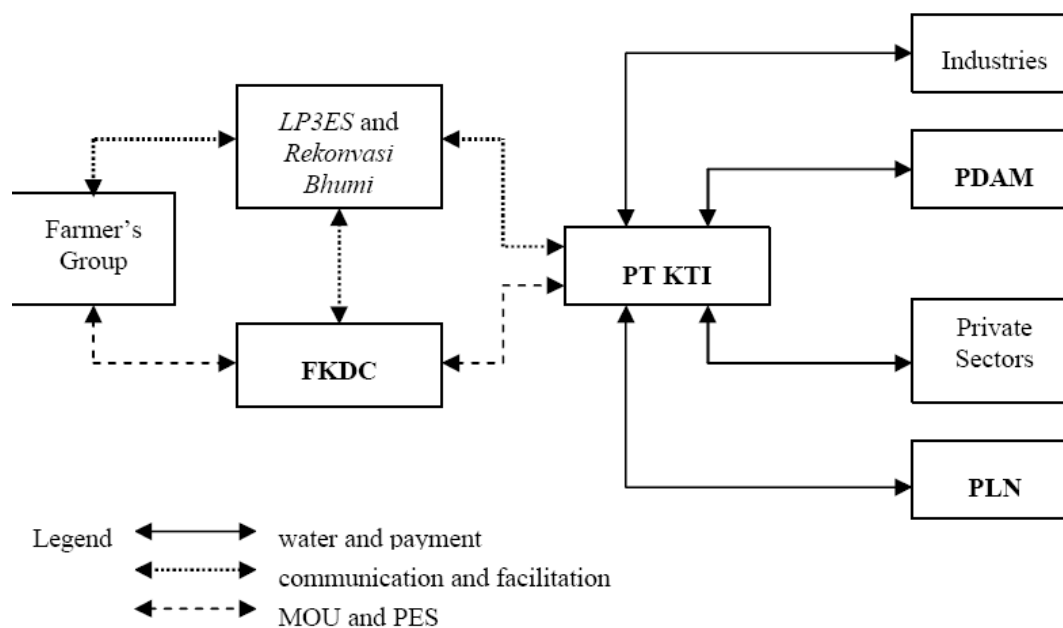 Industries
LP3ES and
Rekonvasi
Bhumi
PDAM
Farmer’s
Group
PT KTI
Private
Sectors
FKDC
PLN
Legend
water and payment
communication and facilitation
MOU and PES